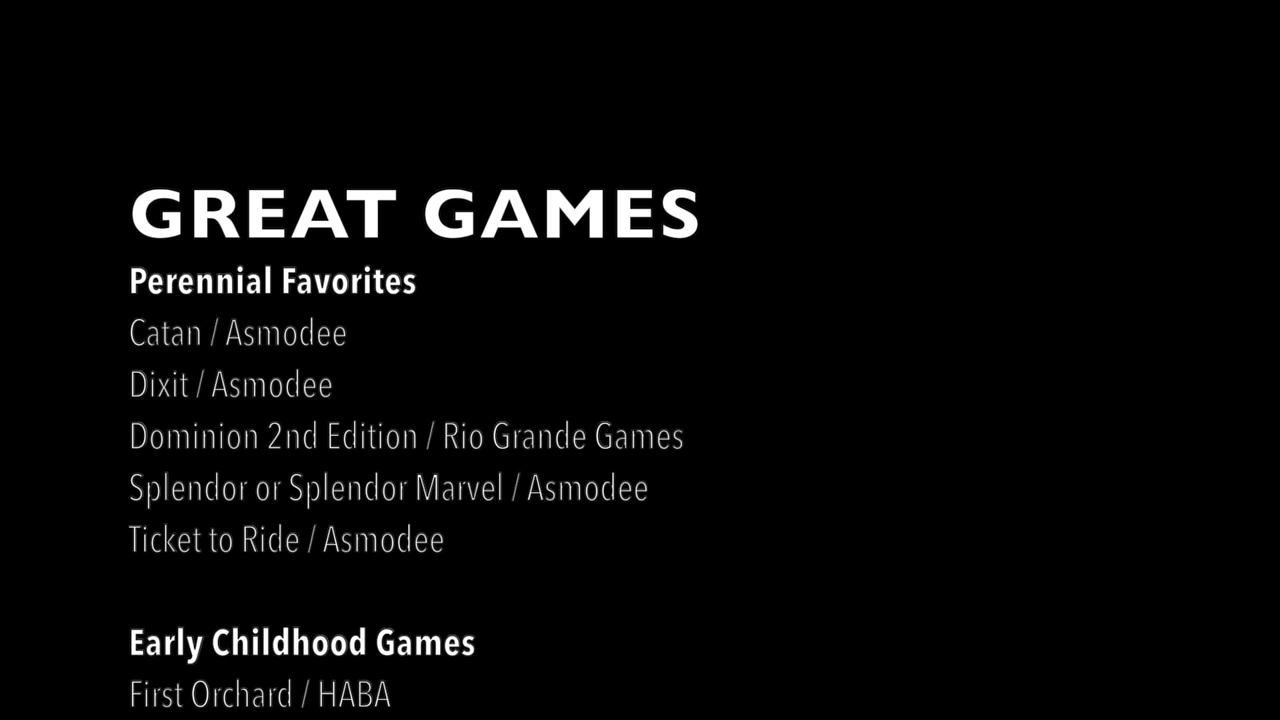 GREAT GAMES
Perennial Favorites
Catan / Asmodee
Dixit / Asmodee
Dominion 2nd Edition / Rio Grande Games
Splendor or Splendor Marvel / Asmodee
Ticket to Ride / Asmodee
Early Childhood Games
First Orchard / HABA